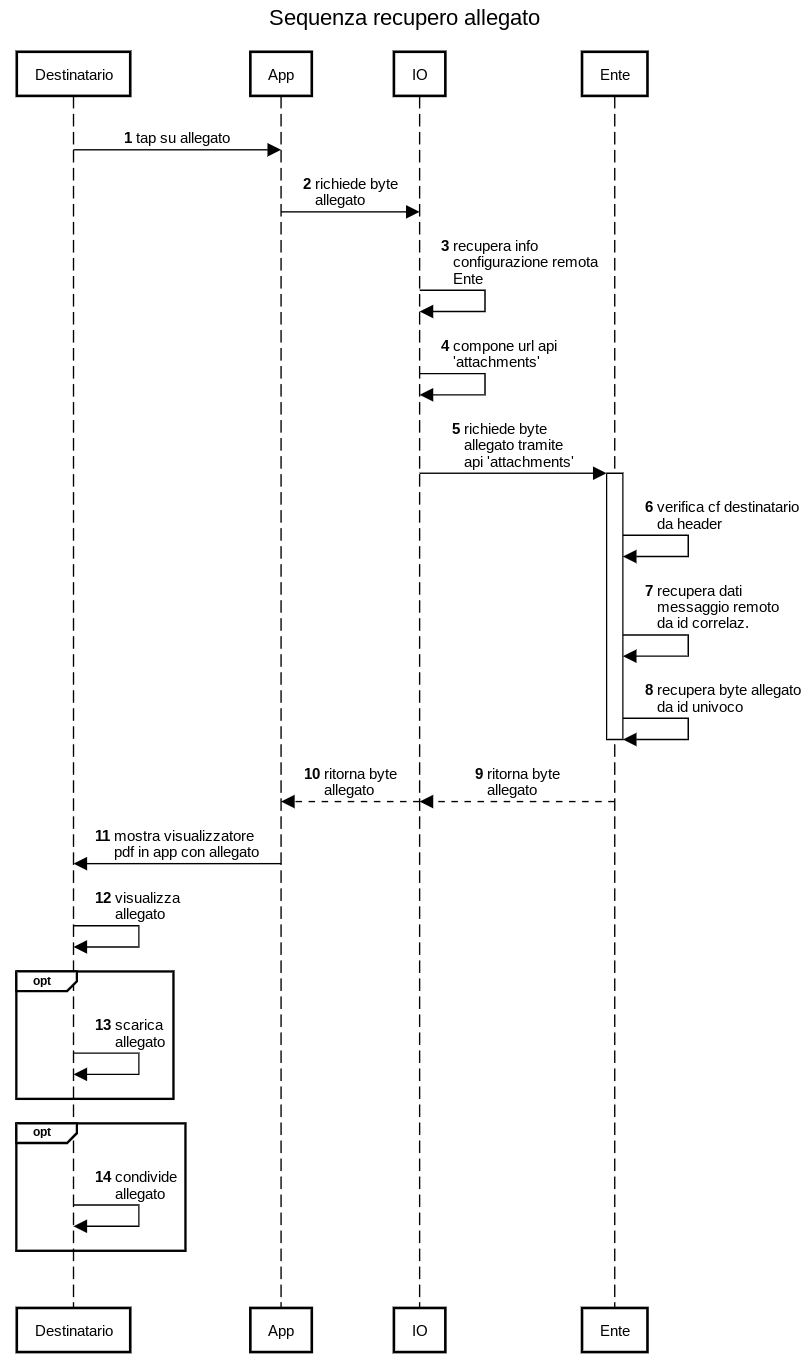 Sequenza recupero allegato
Destinatario
App
IO
Ente
1 tap su allegato
2 richiede byte
allegato
3 recupera info
configurazione remota
Ente
4 compone url api
'attachments'
5 richiede byte
allegato tramite
api 'attachments'
6 verifica cf destinatario
da header
7 recupera dati
messaggio remoto
da id correlaz.
8 recupera byte allegato
da id univoco
9 ritorna byte
allegato
10 ritorna byte
allegato
11 mostra visualizzatore
pdf in app con allegato
12 visualizza
allegato
opt
13 scarica
allegato
opt
14 condivide
allegato
Destinatario
App
IO
Ente